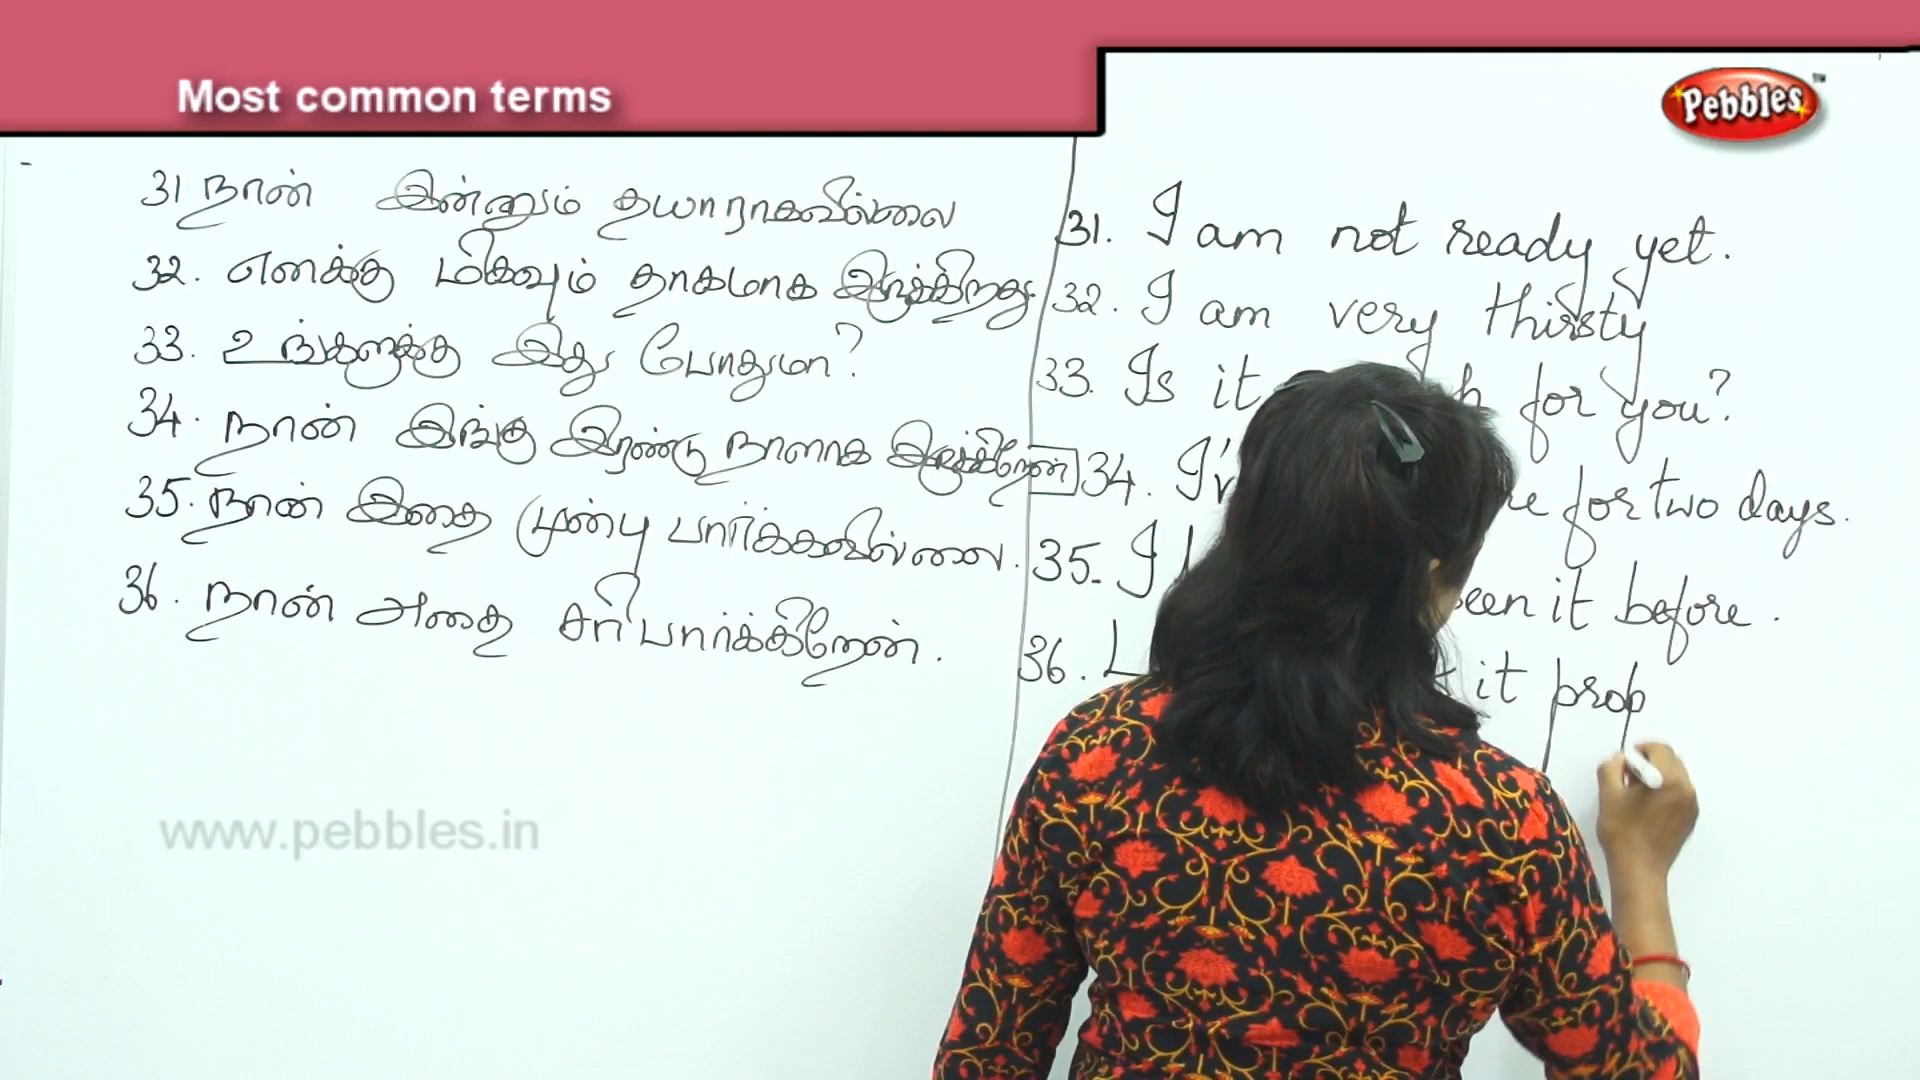 Most common terms
Pebbles
31 நான் இன்னும் தயாராகவில்லை
32. எனக்கு மிகவும் தாகமாக இருக்கிறது.
33. உங்களுக்கு இது போதுமா?
34. நான் இங்கு இரண்டு நாளாக இருக்கிறேன்
35. நான் இதை முன்பு பார்க்கவில்லை.
36. நான் அதை சரிபார்க்கிறேன்.
31. I am not ready yet.
32. I am very thirsty
33. Is it for you?
34. for two days.
35. I seen it before.
36. it prop
www.pebbles.in